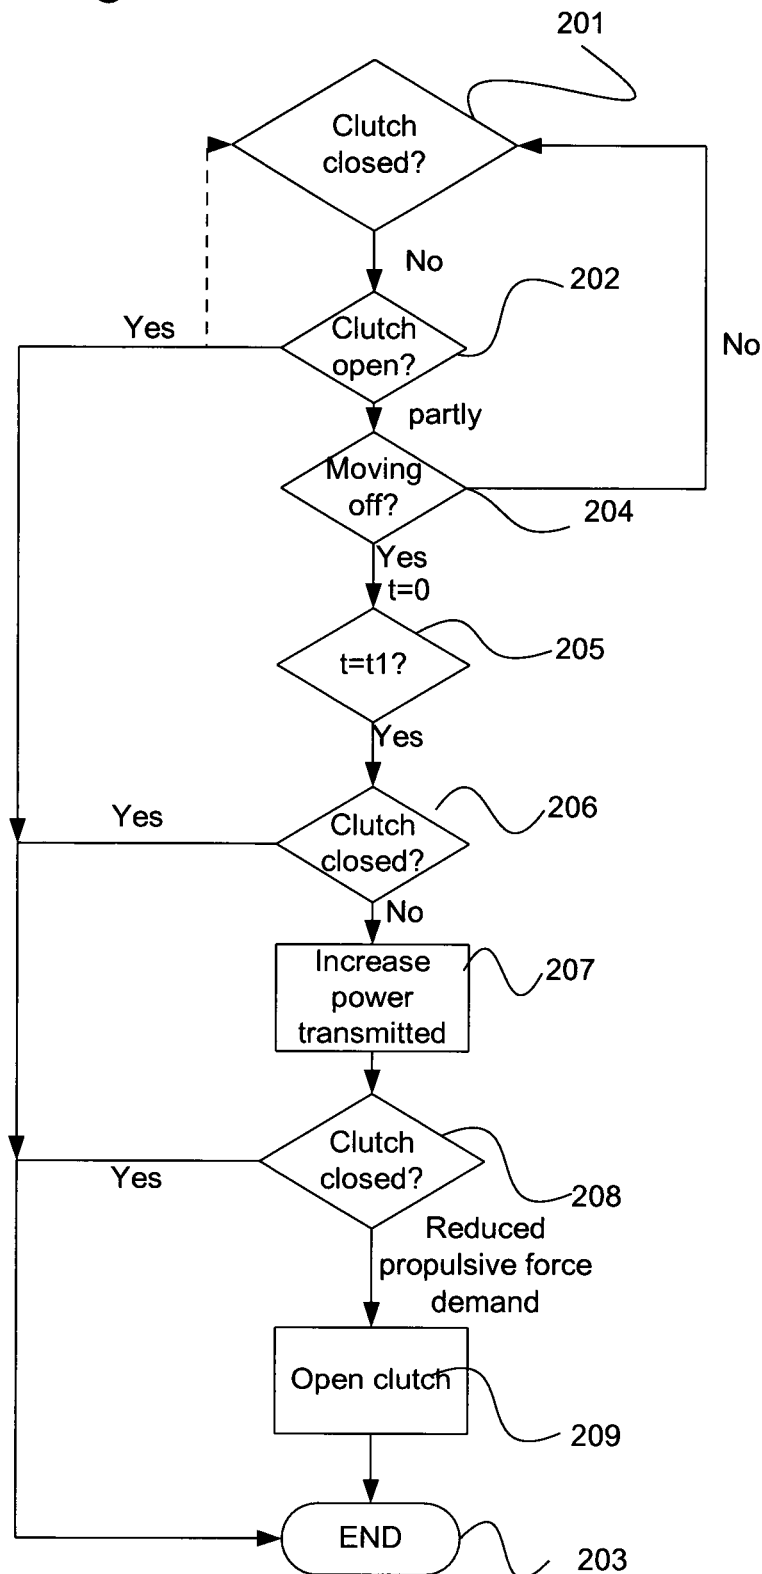 201
Clutch
closed?
No
202
Yes
Clutch
open?
No
partly
Moving
off?
204
Yes
t=0
t=t1?
205
Yes
206
Yes
Clutch
closed?
No
Increase
power
transmitted
207
Clutch
closed?
Yes
208
Reduced
propulsive force
demand
Open clutch
209
END
203